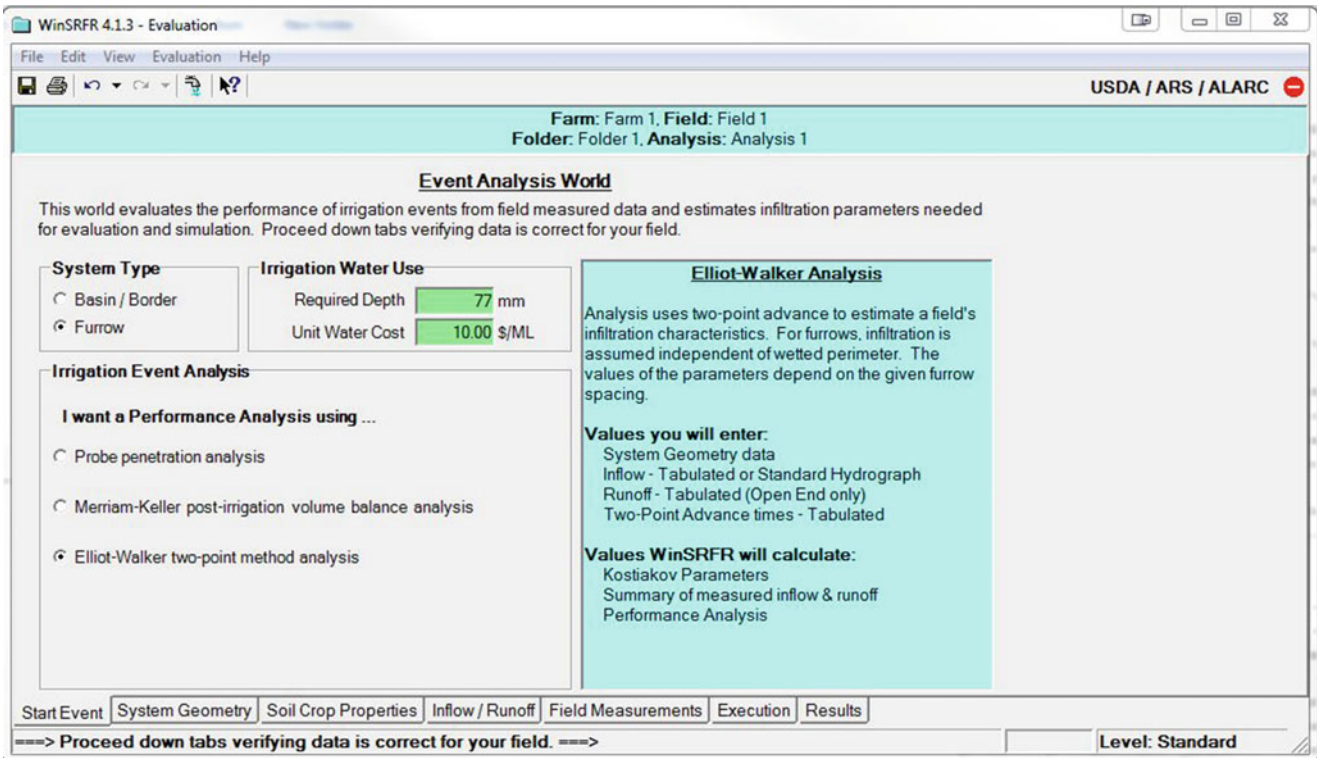 WinSRFR 4.1.3 - Evaluation
File Edit View Evaluation Help
USDA / ARS / ALARC
Farm: Farm 1, Field: Field 1
Folder: Folder 1, Analysis: Analysis 1
Event Analysis World
This world evaluates the performance of irrigation events from field measured data and estimates infiltration parameters needed
for evaluation and simulation. Proceed down tabs verifying data is correct for your field.
System Type
Basin / Border
Furrow
Irrigation Water Use
Required Depth 77 mm
Unit Water Cost 10.00 $/ML
Irrigation Event Analysis
I want a Performance Analysis using ...
Probe penetration analysis
Merriam-Keller post-irrigation volume balance analysis
Elliot-Walker two-point method analysis
Elliot-Walker Analysis
Analysis uses two-point advance to estimate a field's
infiltration characteristics. For furrows, infiltration is
assumed independent of wetted perimeter. The
values of the parameters depend on the given furrow
spacing.
Values you will enter:
System Geometry data
Inflow - Tabulated or Standard Hydrograph
Runoff - Tabulated (Open End only)
Two-Point Advance times - Tabulated
Values WinSRFR will calculate:
Kostiakov Parameters
Summary of measured inflow & runoff
Performance Analysis
Start Event System Geometry Soil Crop Properties Inflow / Runoff Field Measurements Execution Results
===> Proceed down tabs verifying data is correct for your field. ===>
Level: Standard